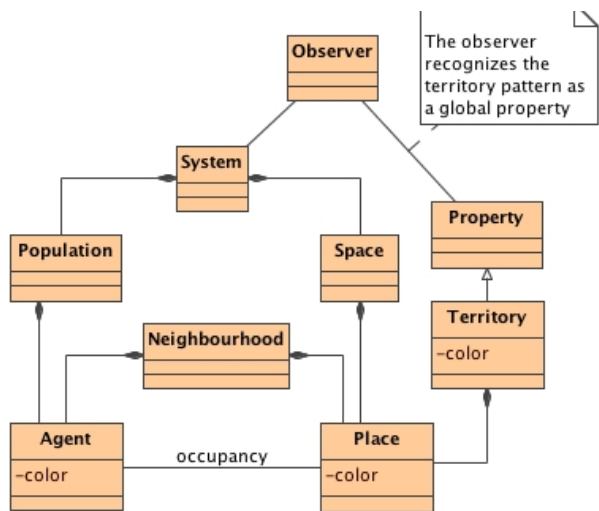 Observer
The observer
recognizes the
territory pattern as
a global property
System
Property
Population
Space
Neighbourhood
Territory
-color
Agent
-color
occupancy
Place
-color